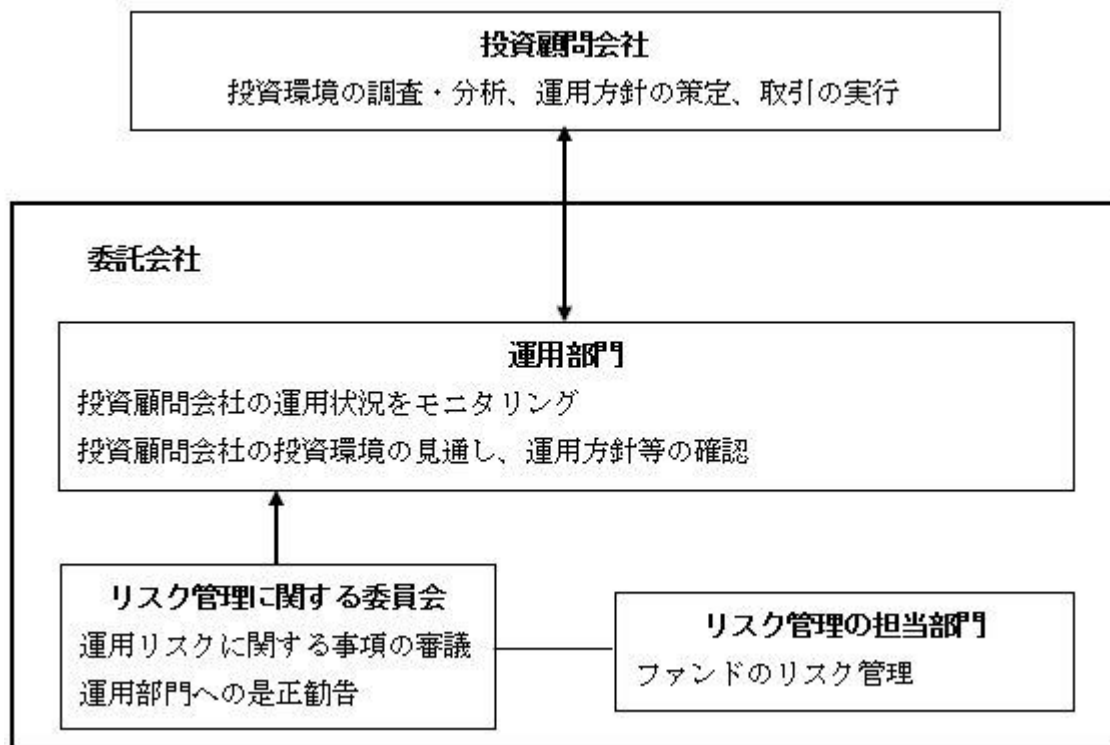 投資顧問会社
投資環境の調査・分析、運用方針の策定、取引の実行
委託会社
運用部門
投資顧問会社の運用状況をモニタリング
投資顧問会社の投資環境の見通し、運用方針等の確認
リスク管理に関する委員会
運用リスクに関する事項の審議
運用部門への是正勧告
リスク管理の担当部門
ファンドのリスク管理